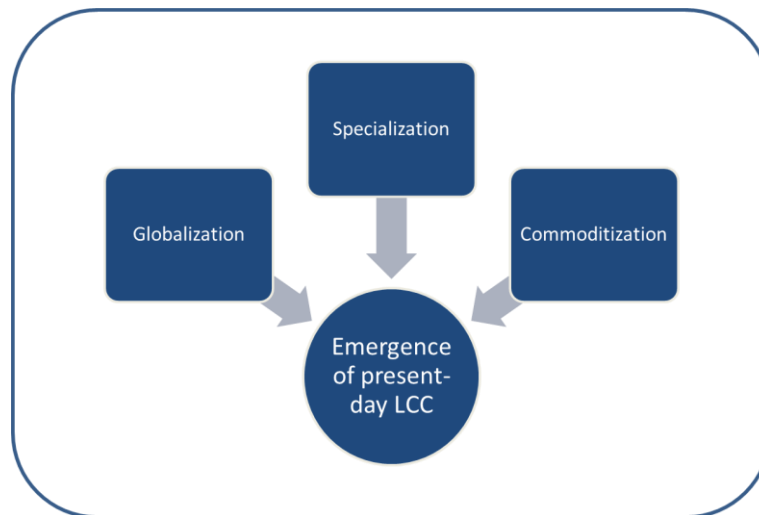 Specialization
Globalization
Commoditization
Emergence
of present-
day LCC